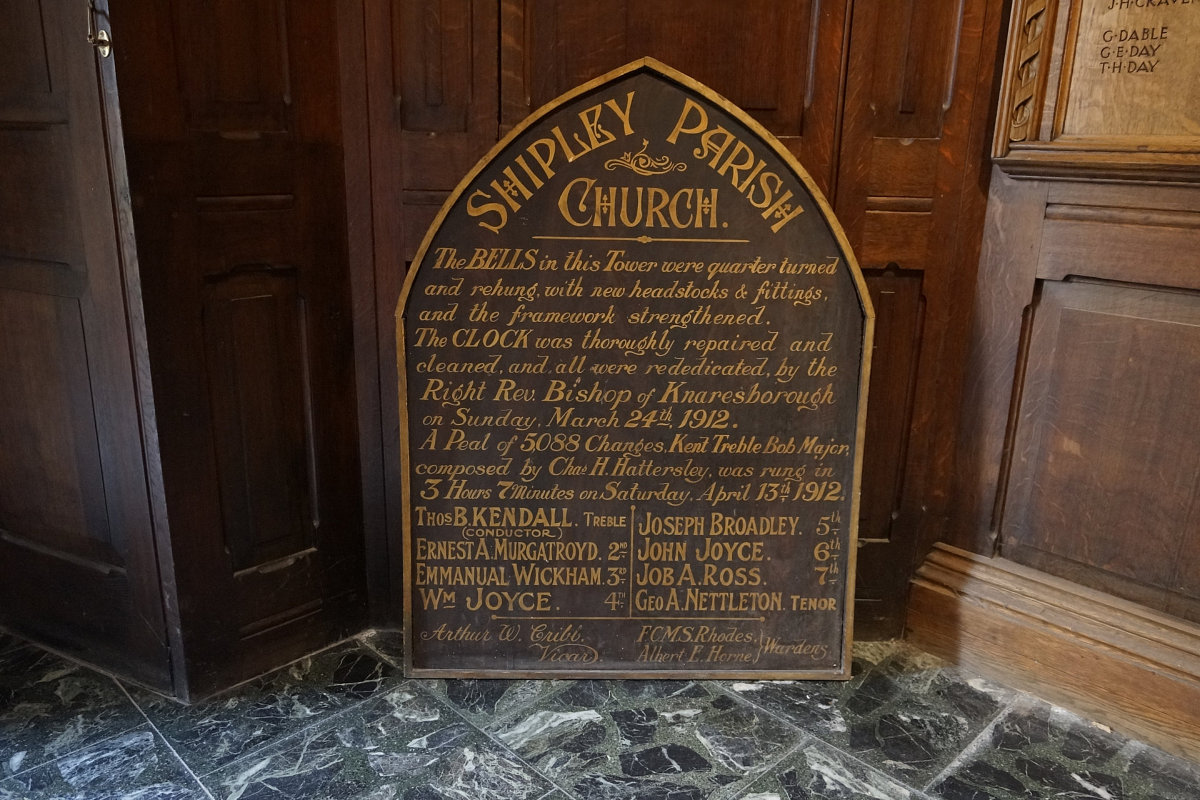 SHIPLEY PARISH
CHURCH.
The BELLS in this Tower were quarter turned
and rehung, with new headstocks & fittings,
and the framework strengthened.
The CLOCK was thoroughly repaired and
cleaned, and all were rededicated, by the
Right Rev. Bishop of Knaresborough
on Sunday, March 24th, 1912.
A Peal of 5,088 Changes, Kent Treble Bob Major,
composed by Chas H. Hattersley, was rung in
3 Hours 7 Minutes on Saturday, April 13th 1912.
THOS B. KENDALL. TREBLE
(CONDUCTOR)
ERNEST A. MURGATROYD. 2ND
EMMANUAL WICKHAM. 3RD
WM JOYCE. 4TH
JOSEPH BROADLEY. 5th
JOHN JOYCE. 6th
JOB A. ROSS. 7th
GEO A. NETTLETON. TENOR
Arthur W. Cribb.
Vicar
F.C.M.S. Rhodes,
Albert E. Horne,
Wardens.
J·H·CRAVEN
G·DABLE
G·E·DAY
T·H·DAY